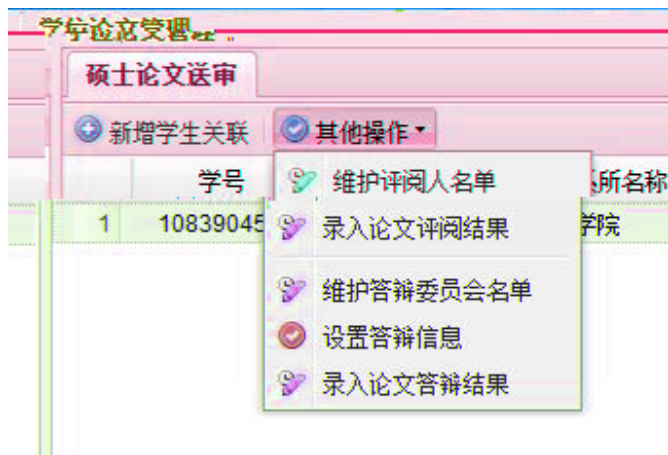 硕士论文送审
新增学生关联 其他操作
学号 维护评阅人名单 所名称
1 10839045 录入论文评阅结果 学院
维护答辩委员会名单
设置答辩信息
录入论文答辩结果